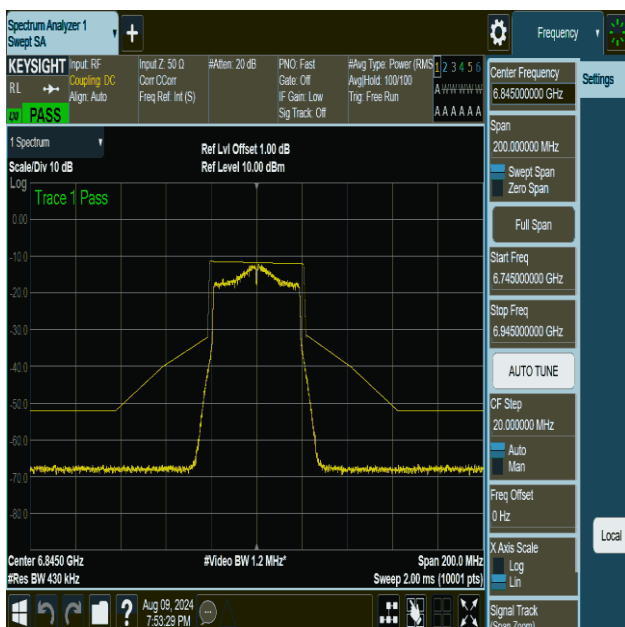 Spectrum Analyzer 1
Swept SA
Frequency
KEYSIGHT
RL
PASS
Input: RF
Coupling: DC
Align: Auto
Input Z: 50 Ω
Corr CCorr
Freq Ref: Int (S)
#Atten: 20 dB
PNO: Fast
Gate: Off
IF Gain: Low
Sig Track: Off
#Avg Type: Power (RMS
Avg|Hold: 100/100
Trig: Free Run
1 2 3 4 5 6
A W W W W W
A A A A A A
Center Frequency
6.845000000 GHz
Settings
Span
200.000000 MHz
Swept Span
Zero Span
Full Span
Start Freq
6.745000000 GHz
Stop Freq
6.945000000 GHz
AUTO TUNE
CF Step
20.000000 MHz
Auto
Man
Freq Offset
0 Hz
Local
X Axis Scale
Log
Lin
Signal Track
(Span Zoom)
1 Spectrum
Scale/Div 10 dB
Ref Lvl Offset 1.00 dB
Ref Level 10.00 dBm
Log
Trace 1 Pass
0.00
-10.0
-20.0
-30.0
-40.0
-50.0
-60.0
-70.0
-80.0
Center 6.8450 GHz
#Res BW 430 kHz
#Video BW 1.2 MHz*
Span 200.0 MHz
Sweep 2.00 ms (10001 pts)
?
Aug 09, 2024
7:53:29 PM